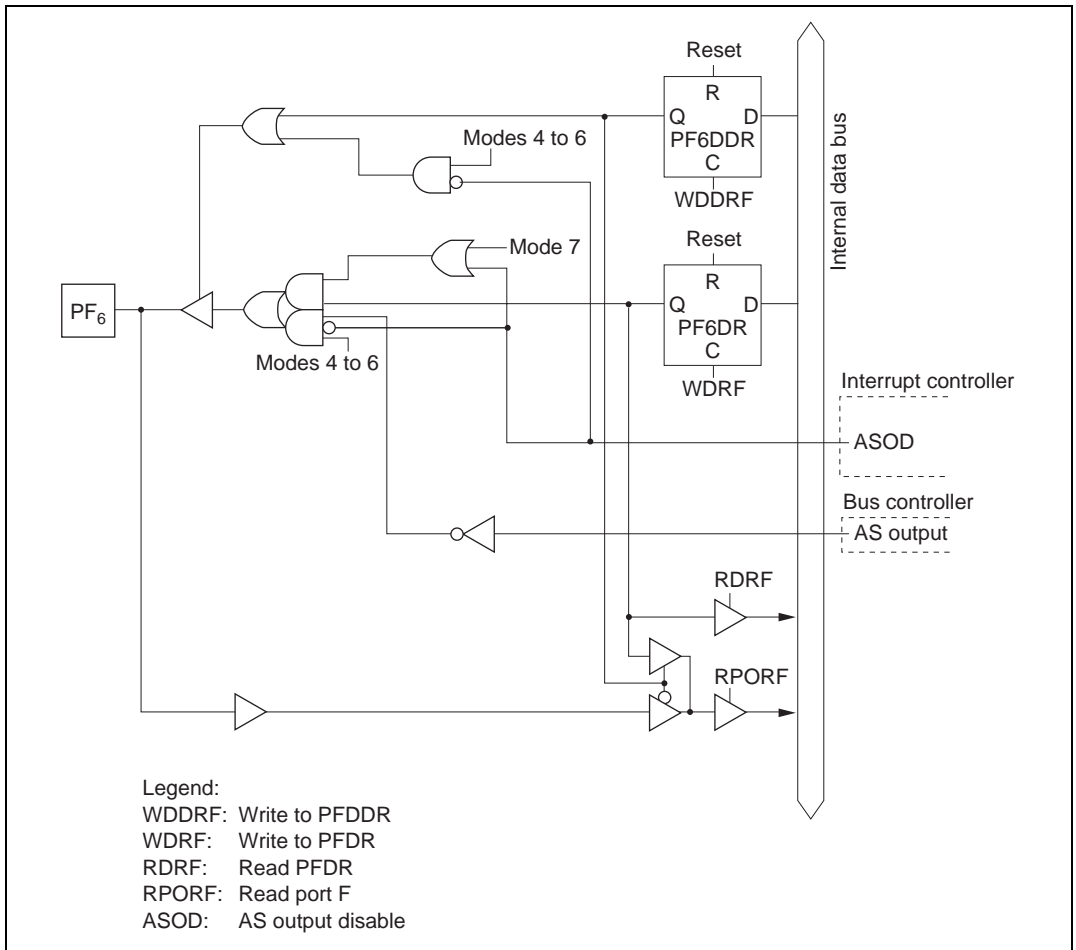 Reset
R
Q D
PF6DDR
C
WDDRF
Modes 4 to 6
Internal data bus
Reset
R
Mode 7
Q D
PF6DR
C
WDRF
PF6
Modes 4 to 6
Interrupt controller
ASOD
Bus controller
AS output
RDRF
RPORF
Legend:
WDDRF: Write to PFDDR
WDRF: Write to PFDR
RDRF: Read PFDR
RPORF: Read port F
ASOD: AS output disable